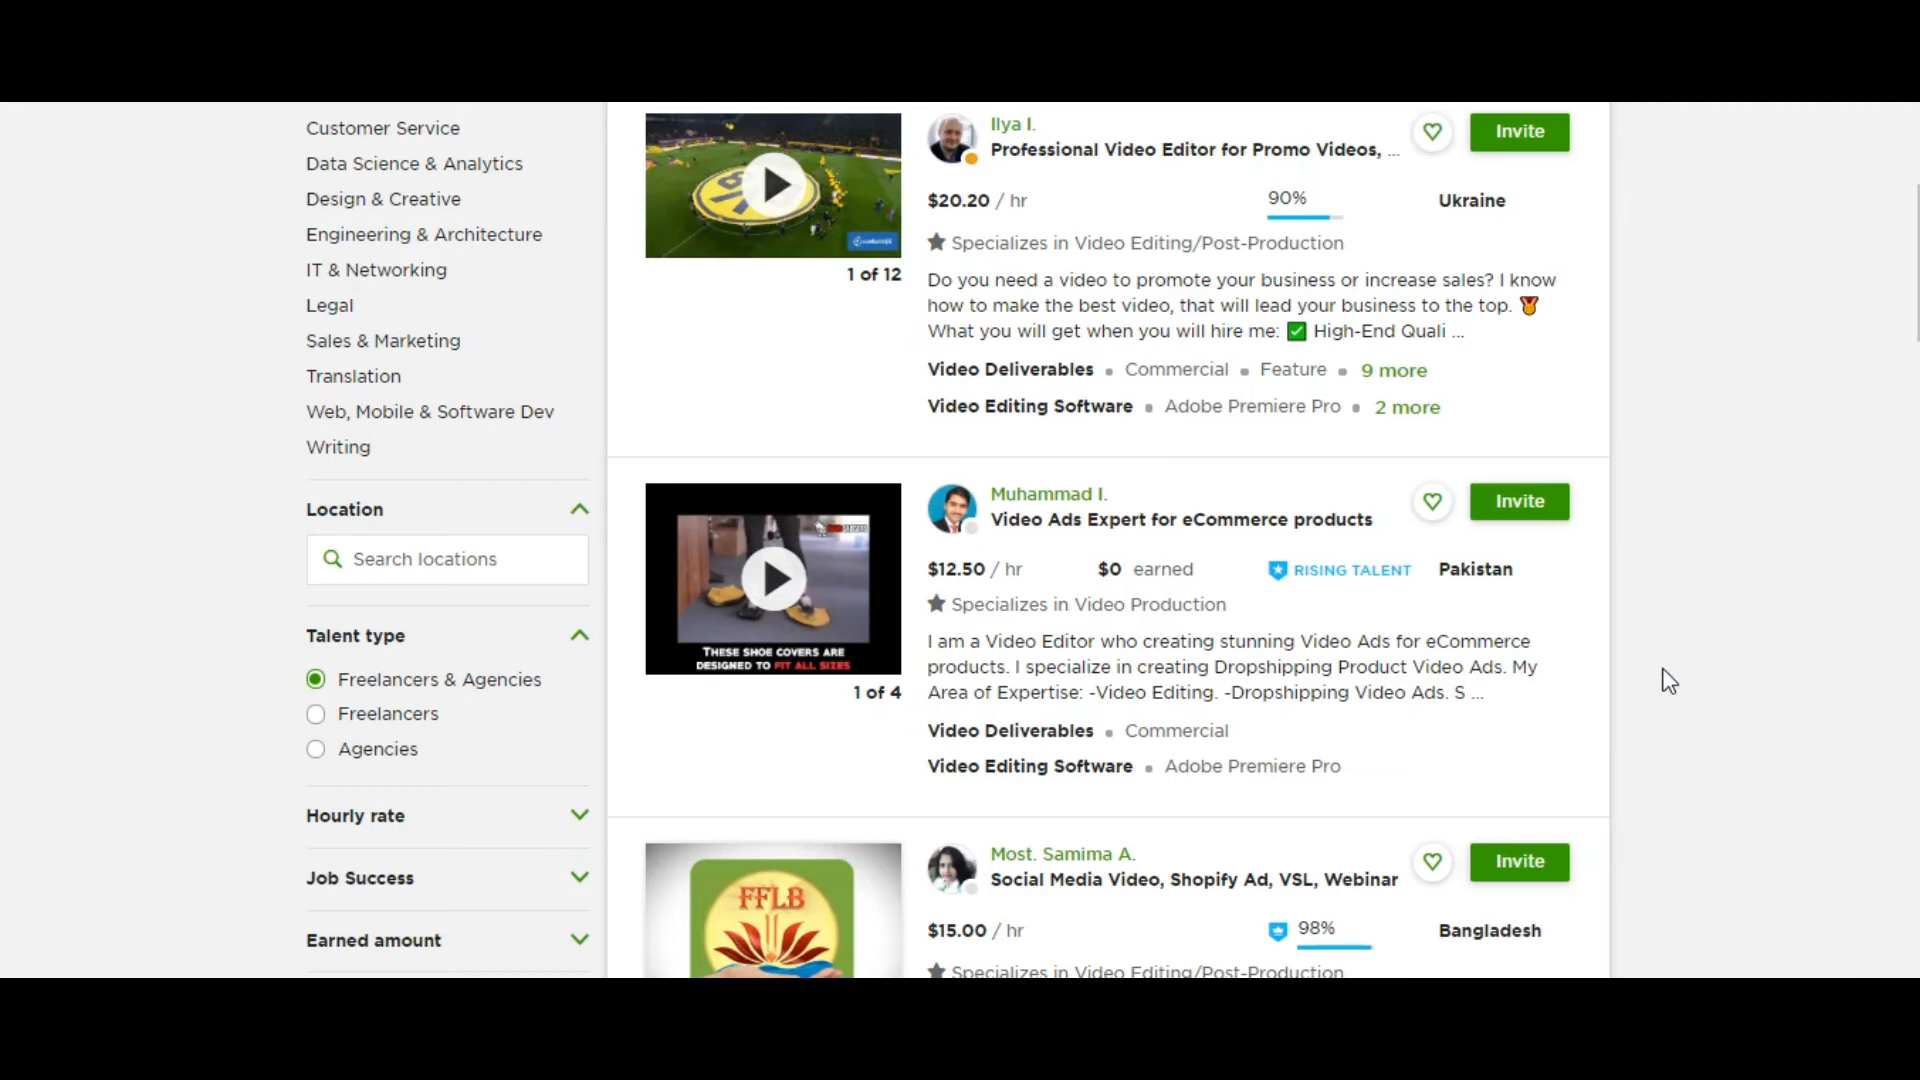 Customer Service
Data Science & Analytics
Design & Creative
Engineering & Architecture
IT & Networking
Legal
Sales & Marketing
Translation
Web, Mobile & Software Dev
Writing
Location
Search locations
Talent type
Freelancers & Agencies
Freelancers
Agencies
Hourly rate
Job Success
Earned amount
1 of 12
Ilya I.
Professional Video Editor for Promo Videos, ...
Invite
$20.20 / hr
90%
Ukraine
Specializes in Video Editing/Post-Production
Do you need a video to promote your business or increase sales? I know
how to make the best video, that will lead your business to the top. 🏅
What you will get when you will hire me: ✅ High-End Quali ...
Video Deliverables • Commercial • Feature • 9 more
Video Editing Software • Adobe Premiere Pro • 2 more
THESE SHOE COVERS ARE
DESIGNED TO FIT ALL SIZES
1 of 4
Muhammad I.
Video Ads Expert for eCommerce products
Invite
$12.50 / hr
$0 earned
RISING TALENT
Pakistan
Specializes in Video Production
I am a Video Editor who creating stunning Video Ads for eCommerce
products. I specialize in creating Dropshipping Product Video Ads. My
Area of Expertise: -Video Editing. -Dropshipping Video Ads. S ...
Video Deliverables • Commercial
Video Editing Software • Adobe Premiere Pro
FFLB
Most. Samima A.
Social Media Video, Shopify Ad, VSL, Webinar
Invite
$15.00 / hr
98%
Bangladesh
Specializes in Video Editing/Post-Production